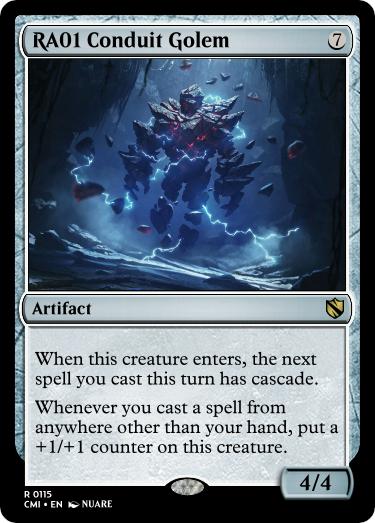 RA01 Conduit Golem 7
Artifact
When this creature enters, the next
spell you cast this turn has cascade.
Whenever you cast a spell from
anywhere other than your hand, put a
+1/+1 counter on this creature.
4/4
R 0115
CMI • EN NUARE